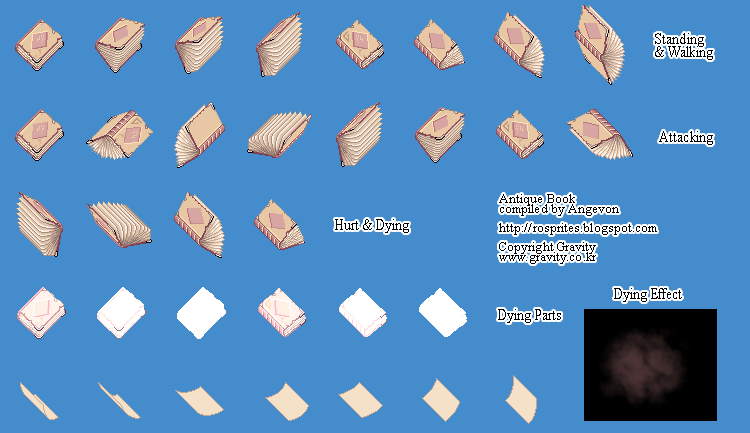 Standing
& Walking
Attacking
Hurt & Dying
Antique Book
compiled by Angevon
http://rosprites.blogspot.com
Copyright Gravity
www.gravity.co.kr
Dying Effect
Dying Parts